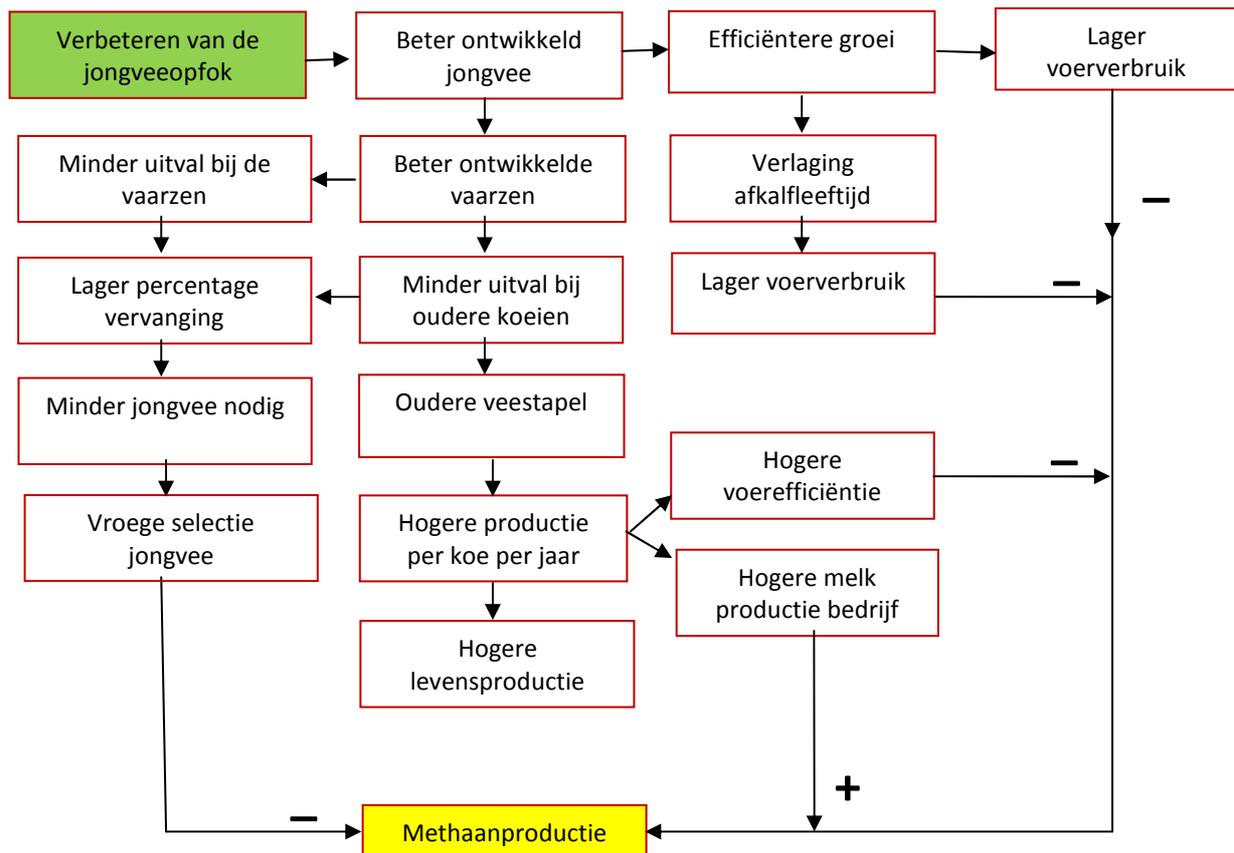 Verbeteren van de
jongveeopfok
Beter ontwikkeld
jongvee
Efficiëntere groei
Lager
voerverbruik
Minder uitval bij de
vaarzen
Beter ontwikkelde
vaarzen
Verlaging
afkalfleeftijd
–
Lager percentage
vervanging
Minder uitval bij
oudere koeien
Lager voerverbruik
–
Minder jongvee nodig
Oudere veestapel
Hogere
voerefficiëntie
–
Vroege selectie
jongvee
Hogere productie
per koe per jaar
Hogere melk
productie bedrijf
Hogere
levensproductie
+
–
Methaanproductie